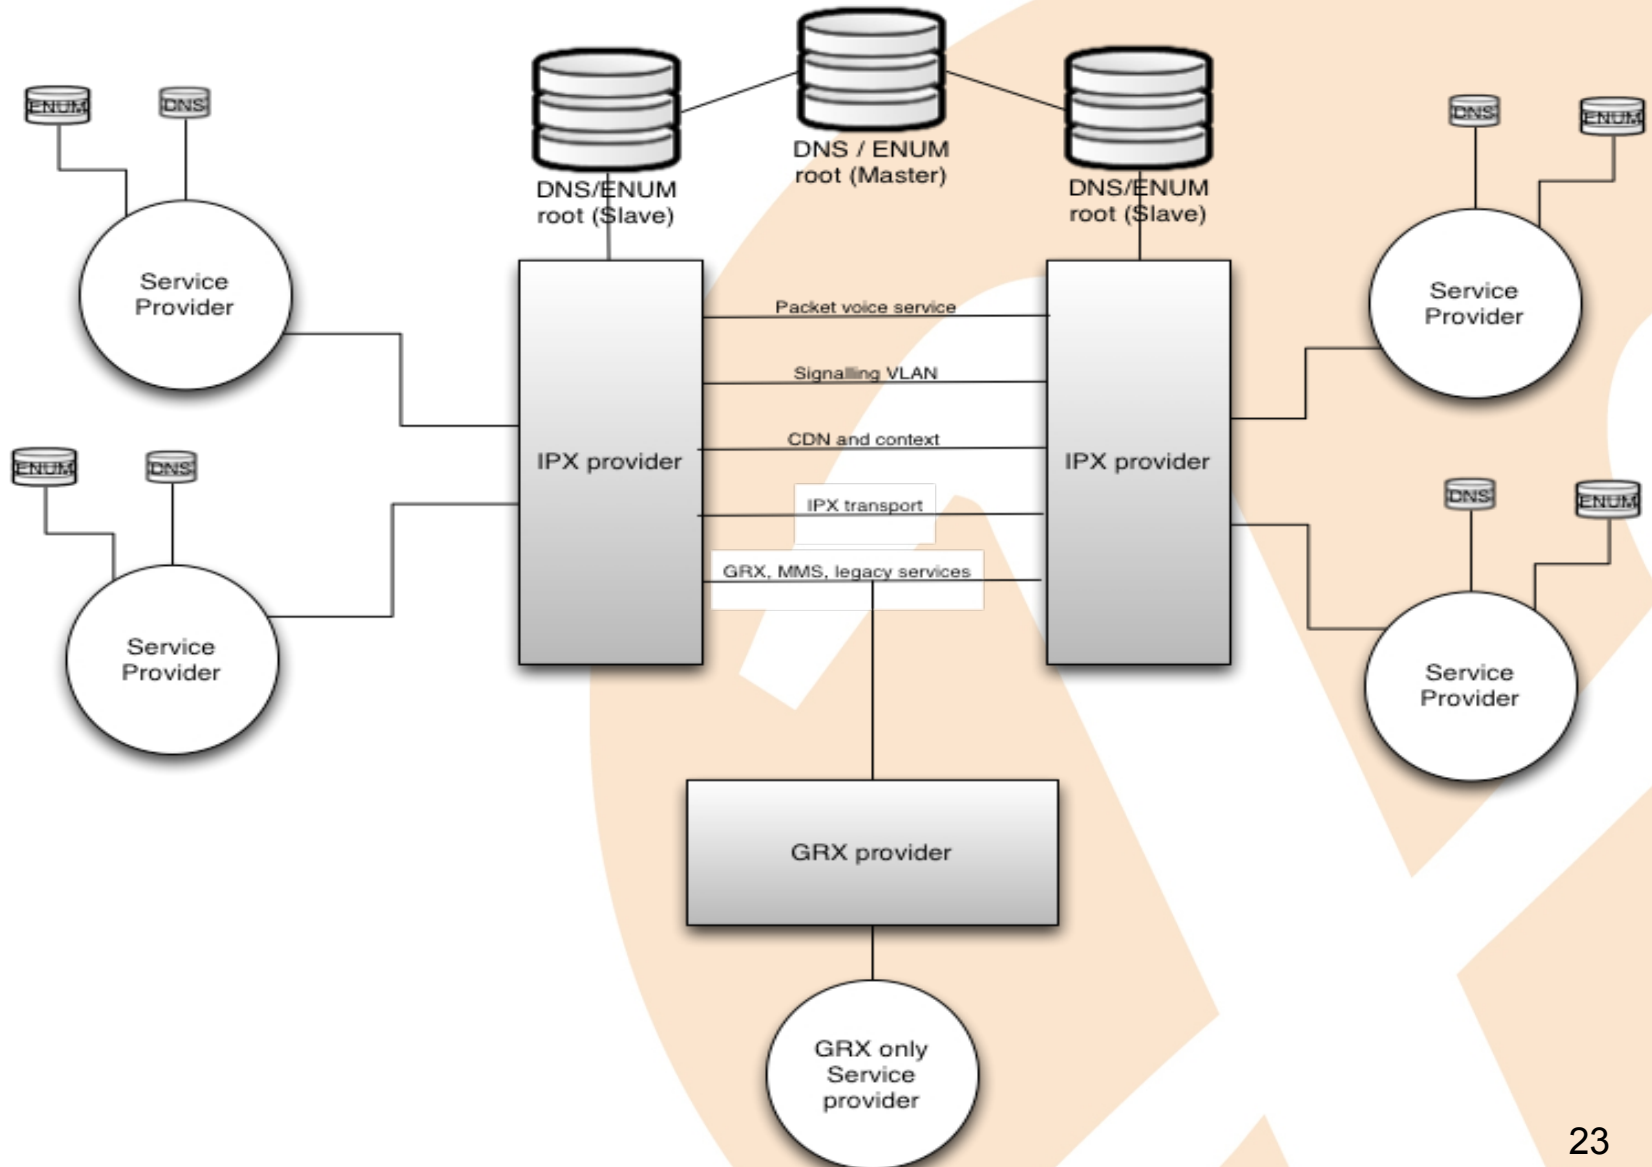 DNS / ENUM
root (Master)
DNS/ENUM
root (Slave)
DNS/ENUM
root (Slave)
ENUM
DNS
DNS
ENUM
Service
Provider
Service
Provider
Packet voice service
Signalling VLAN
CDN and context
IPX provider
IPX provider
IPX transport
GRX, MMS, legacy services
ENUM
DNS
DNS
ENUM
Service
Provider
Service
Provider
GRX provider
GRX only
Service
provider
23